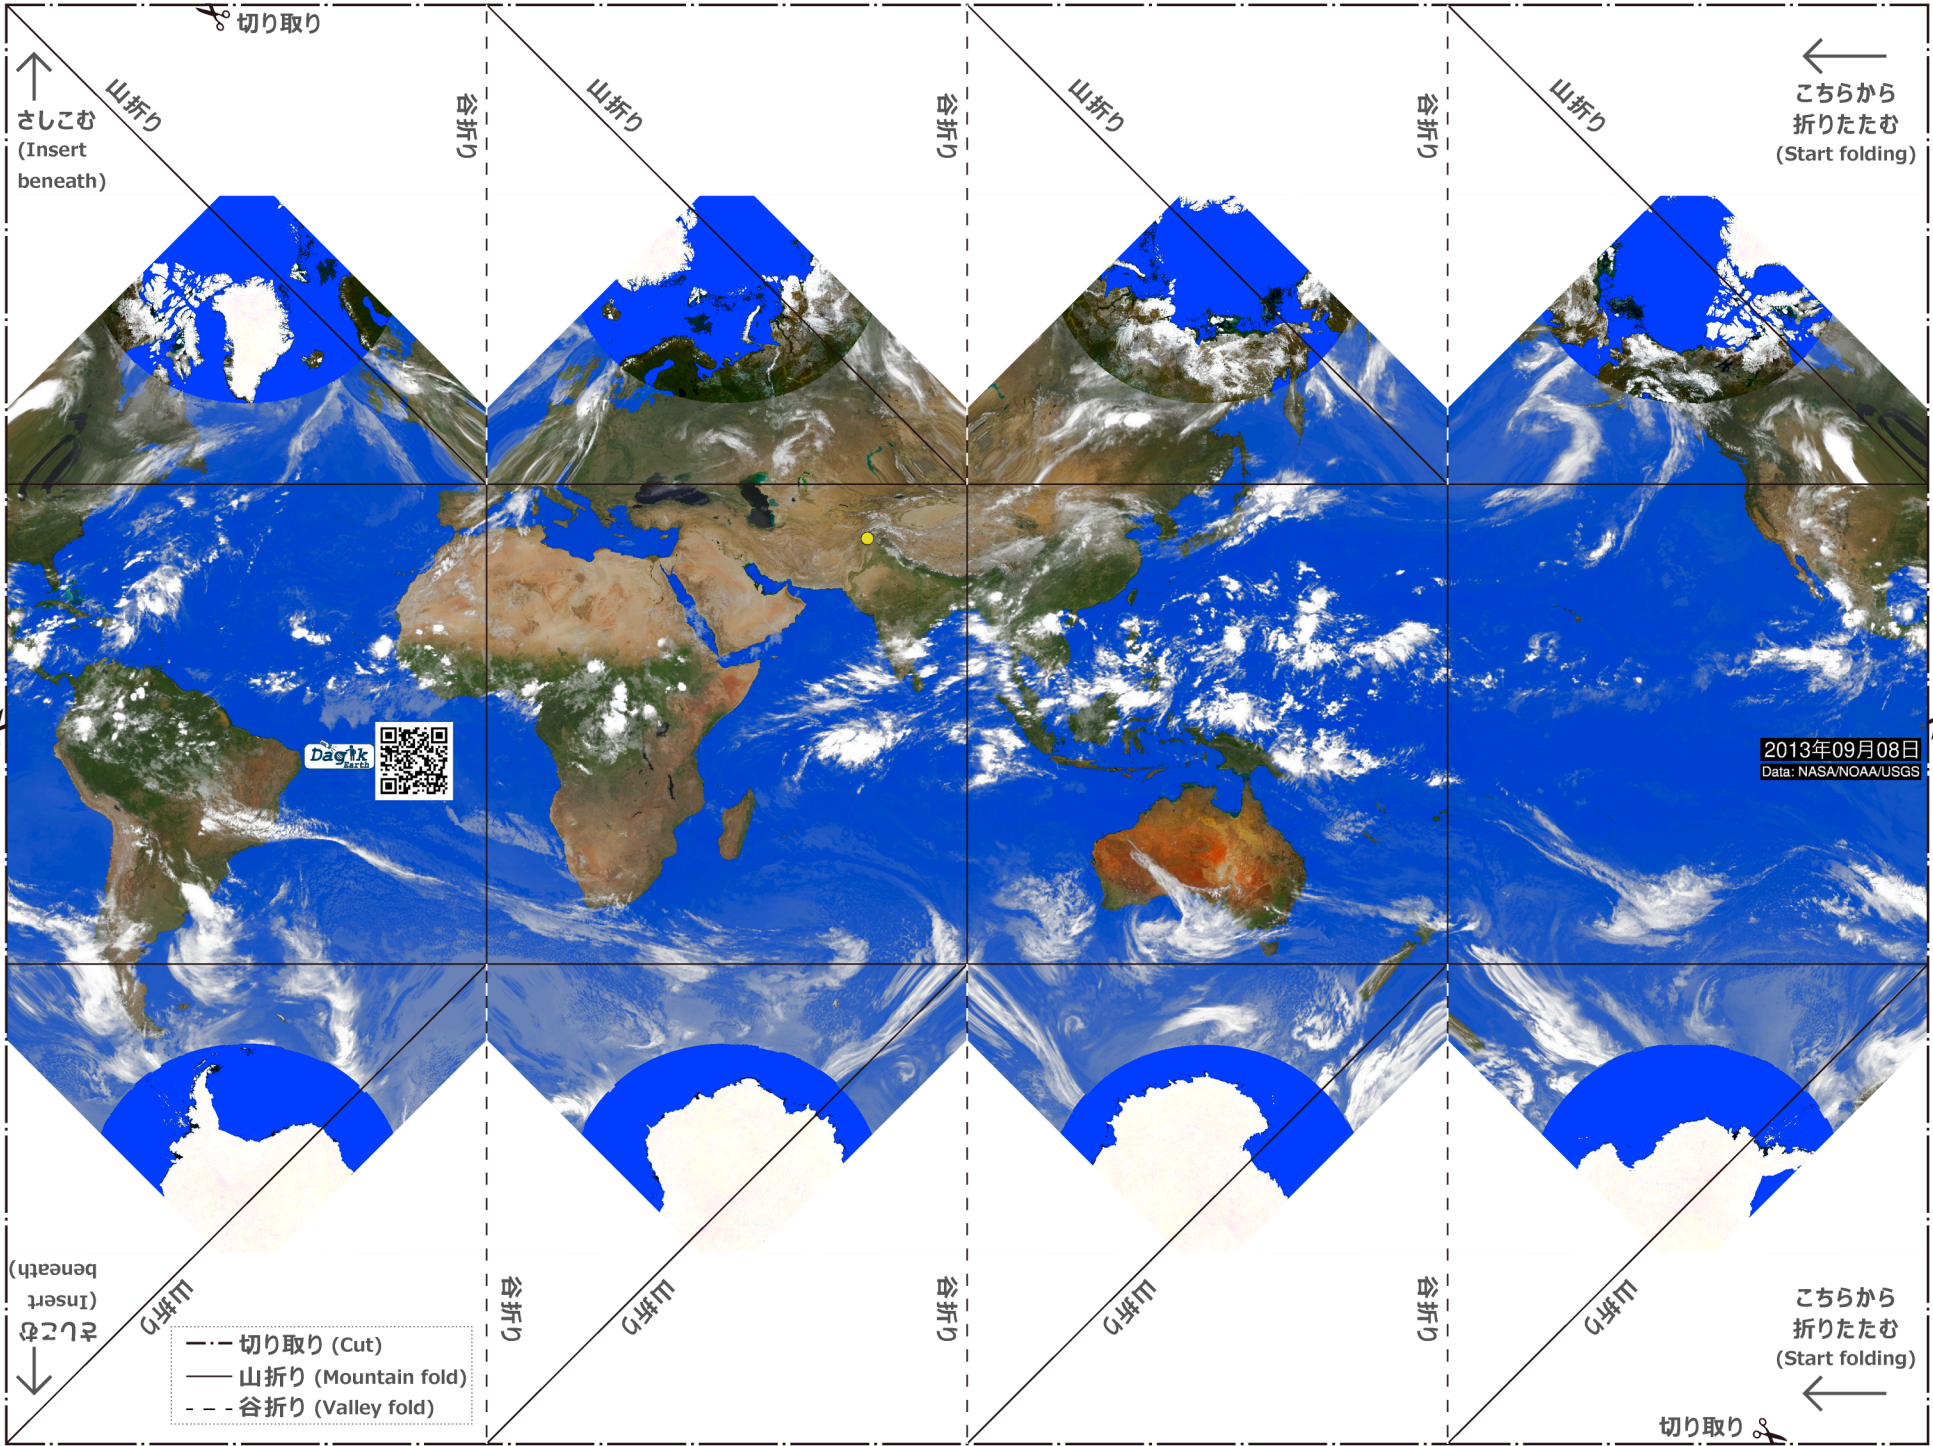 切り取り
山折り
谷折り
山折り
谷折り
山折り
谷折り
山折り
さしこむ
(Insert
beneath)
こちらから
折りたたむ
(Start folding)
Dagik
Earth
2013年09月08日
Data: NASA/NOAA/USGS
さしこむ
(Insert
beneath)
山折り
谷折り
山折り
谷折り
山折り
谷折り
山折り
こちらから
折りたたむ
(Start folding)
切り取り (Cut)
山折り (Mountain fold)
谷折り (Valley fold)
切り取り